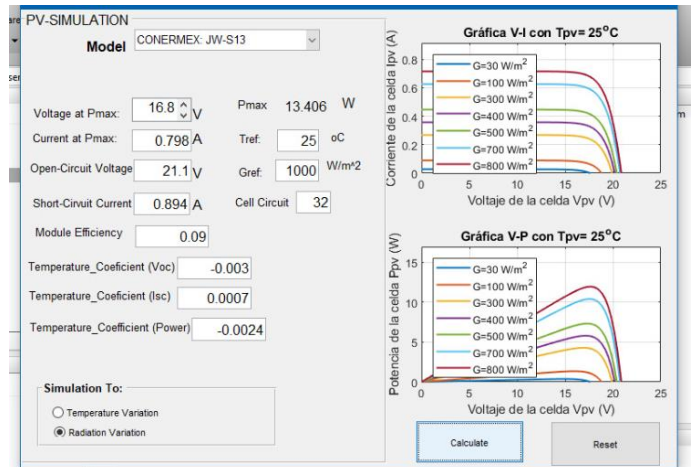 PV-SIMULATION
Model CONERMEX: JW-S13
Voltage at Pmax: 16.8 V Pmax 13.406 W
Current at Pmax: 0.798 A Tref: 25 oC
Open-Circuit Voltage 21.1 V Gref: 1000 W/m^2
Short-Cirvuit Current 0.894 A Cell Circuit 32
Module Efficiency 0.09
Temperature_Coeficient (Voc) -0.003
Temperature_Coeficient (Isc) 0.0007
Temperature_Coefficient (Power) -0.0024
Simulation To:
Temperature Variation
Radiation Variation
Gráfica V-I con Tpv= 25°C
Corriente de la celda Ipv (A)
0.8
0.6
0.4
0.2
0
G=30 W/m2
G=100 W/m2
G=300 W/m2
G=400 W/m2
G=500 W/m2
G=700 W/m2
G=800 W/m2
0 5 10 15 20 25
Voltaje de la celda Vpv (V)
Gráfica V-P con Tpv= 25°C
Potencia de la celda Ppv (W)
15
10
5
0
G=30 W/m2
G=100 W/m2
G=300 W/m2
G=400 W/m2
G=500 W/m2
G=700 W/m2
G=800 W/m2
0 5 10 15 20 25
Voltaje de la celda Vpv (V)
Calculate Reset